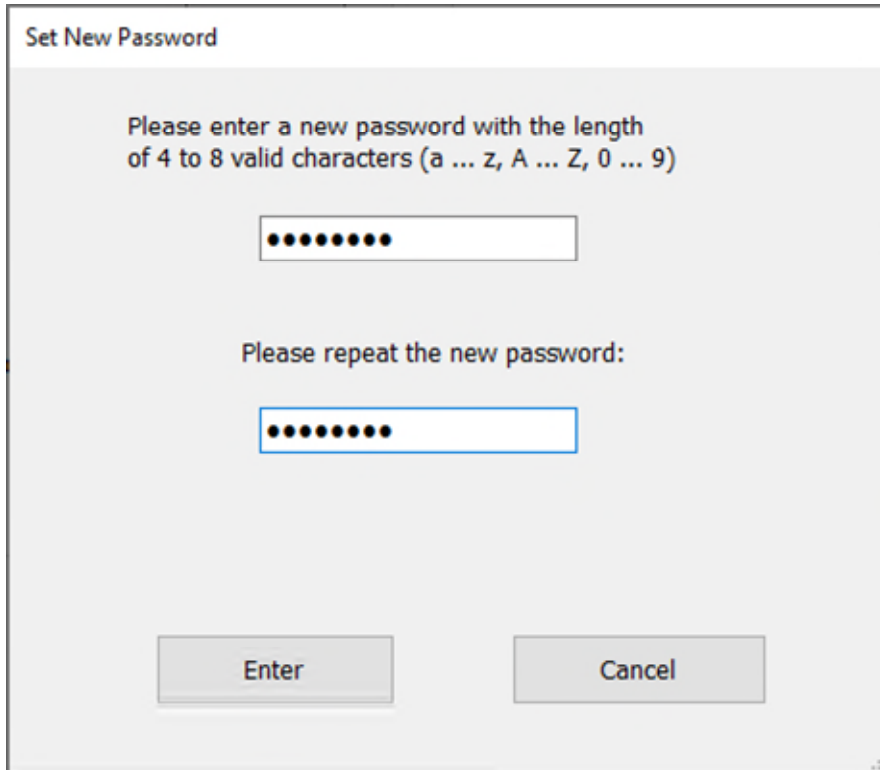 Set New Password
Please enter a new password with the length
of 4 to 8 valid characters (a ... z, A ... Z, 0 ... 9)
●●●●●●●●
Please repeat the new password:
●●●●●●●●
Enter
Cancel